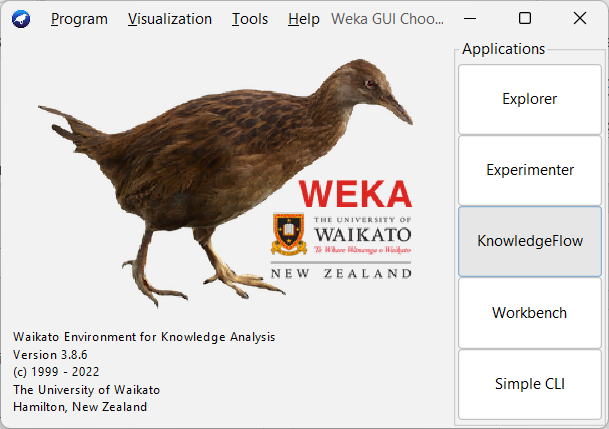 Program Visualization Tools Help Weka GUI Choo...
Applications
Explorer
Experimenter
KnowledgeFlow
Workbench
Simple CLI
WEKA
THE UNIVERSITY OF
WAIKATO
Te Whare Wānanga o Waikato
NEW ZEALAND
Waikato Environment for Knowledge Analysis
Version 3.8.6
(c) 1999 - 2022
The University of Waikato
Hamilton, New Zealand